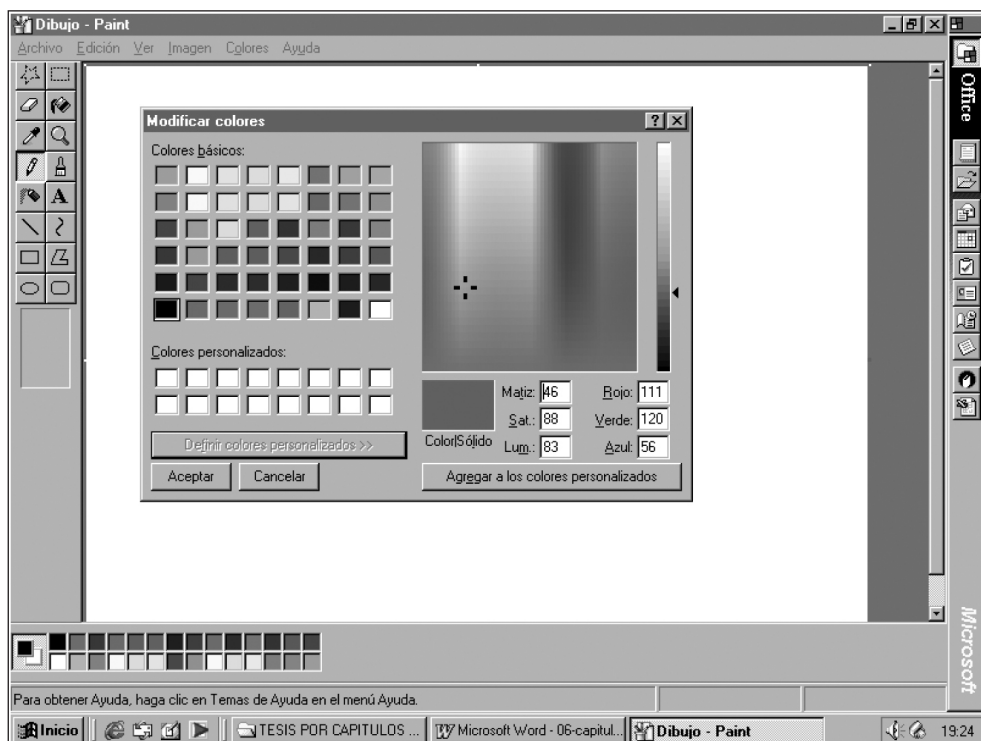 Dibujo - Paint
Archivo Edición Ver Imagen Colores Ayuda
Office
A
Modificar colores
?
Colores básicos:
Colores personalizados:
Definir colores personalizados >>
Aceptar Cancelar
Color|Sólido
Matiz: 46 Rojo: 111
Sat.: 88 Verde: 120
Lum.: 83 Azul: 56
Agregar a los colores personalizados
Microsoft
Para obtener Ayuda, haga clic en Temas de Ayuda en el menú Ayuda.
Inicio TESIS POR CAPITULOS ... Microsoft Word - 06-capitul... Dibujo - Paint 19:24